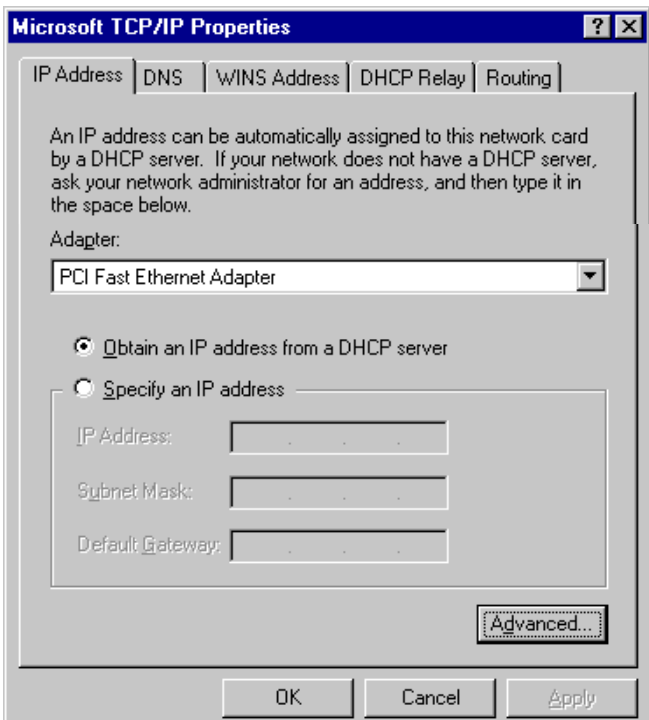 Microsoft TCP/IP Properties
IP Address DNS WINS Address DHCP Relay Routing
An IP address can be automatically assigned to this network card
by a DHCP server. If your network does not have a DHCP server,
ask your network administrator for an address, and then type it in
the space below.
Adapter:
PCI Fast Ethernet Adapter
Obtain an IP address from a DHCP server
Specify an IP address
IP Address:
Subnet Mask:
Default Gateway:
Advanced...
OK Cancel Apply